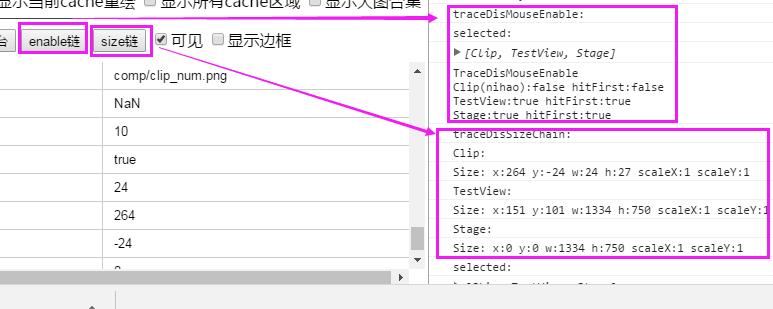 显示当前cache重绘 显示所有cache区域 显示大图合集
台 enable链 size链 可见 显示边框
comp/clip_num.png
NaN
10
true
24
264
-24
traceDisMouseEnable:
selected:
[Clip, TestView, Stage]
TraceDisMouseEnable
Clip(nihao):false hitFirst:false
TestView:true hitFirst:true
Stage:true hitFirst:true
traceDisSizeChain:
Clip:
Size: x:264 y:-24 w:24 h:27 scaleX:1 scaleY:1
TestView:
Size: x:151 y:101 w:1334 h:750 scaleX:1 scaleY:1
Stage:
Size: x:0 y:0 w:1334 h:750 scaleX:1 scaleY:1
selected: